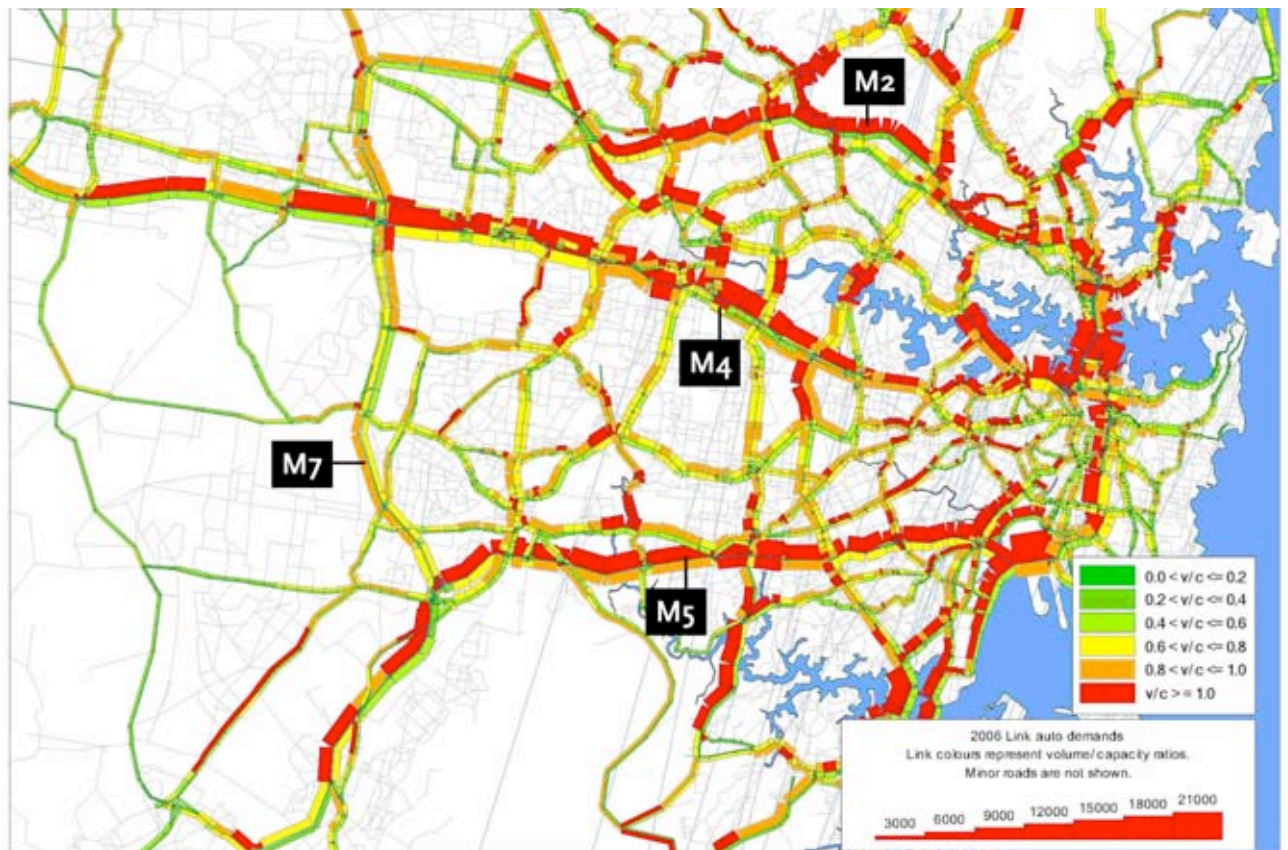 M2
M4
M7
M5
0.0 < v/c <= 0.2
0.2 < v/c <= 0.4
0.4 < v/c <= 0.6
0.6 < v/c <= 0.8
0.8 < v/c <= 1.0
v/c >= 1.0
2006 Link auto demands
Link colours represent volume/capacity ratios.
Minor roads are not shown.
3000 6000 9000 12000 15000 18000 21000